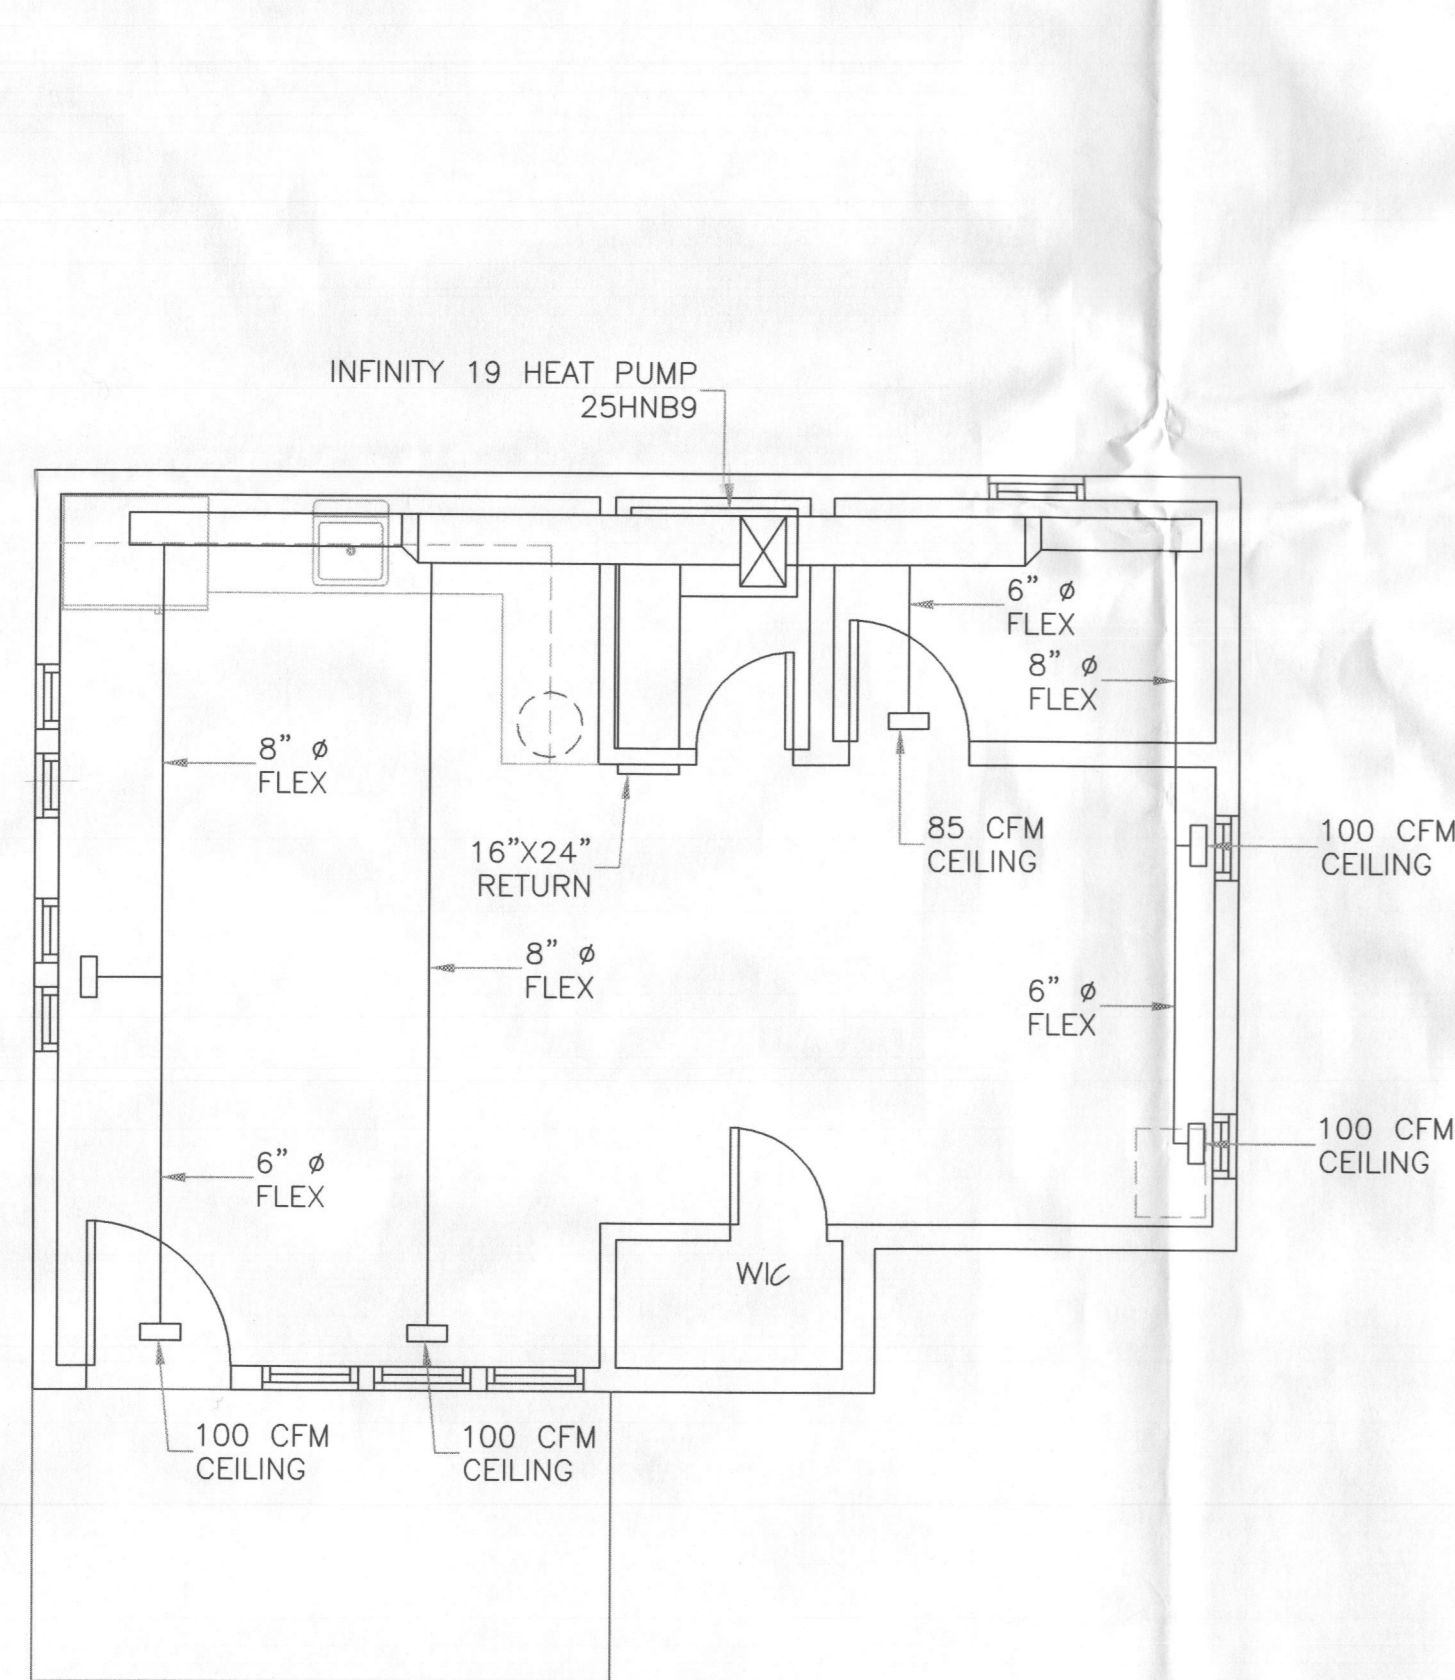 INFINITY 19 HEAT PUMP
25HNB9
6” ø
FLEX
8” ø
FLEX
8” ø
FLEX
16”X24”
RETURN
85 CFM
CEILING
100 CFM
CEILING
8” ø
FLEX
6” ø
FLEX
6” ø
FLEX
100 CFM
CEILING
WIC
100 CFM
CEILING
100 CFM
CEILING